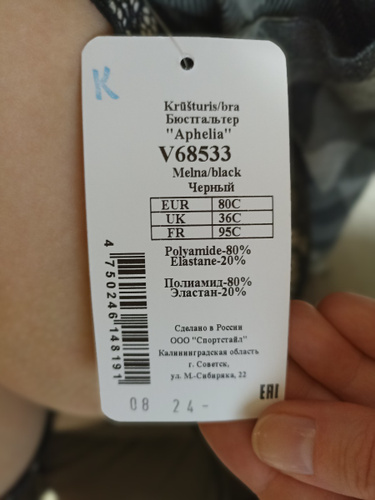 K
Krūšturis/bra
Бюстгальтер
"Aphelia"
V68533
Melna/black
Черный
EUR 80C
UK 36C
FR 95C
Polyamide-80%
Elastane-20%
Полиамид-80%
Эластан-20%
4 750246 148191
Сделано в России
ООО "Спортстайл"
Калининградская область
г. Советск,
ул. М.-Сибиряка, 22
EAC
08 24-